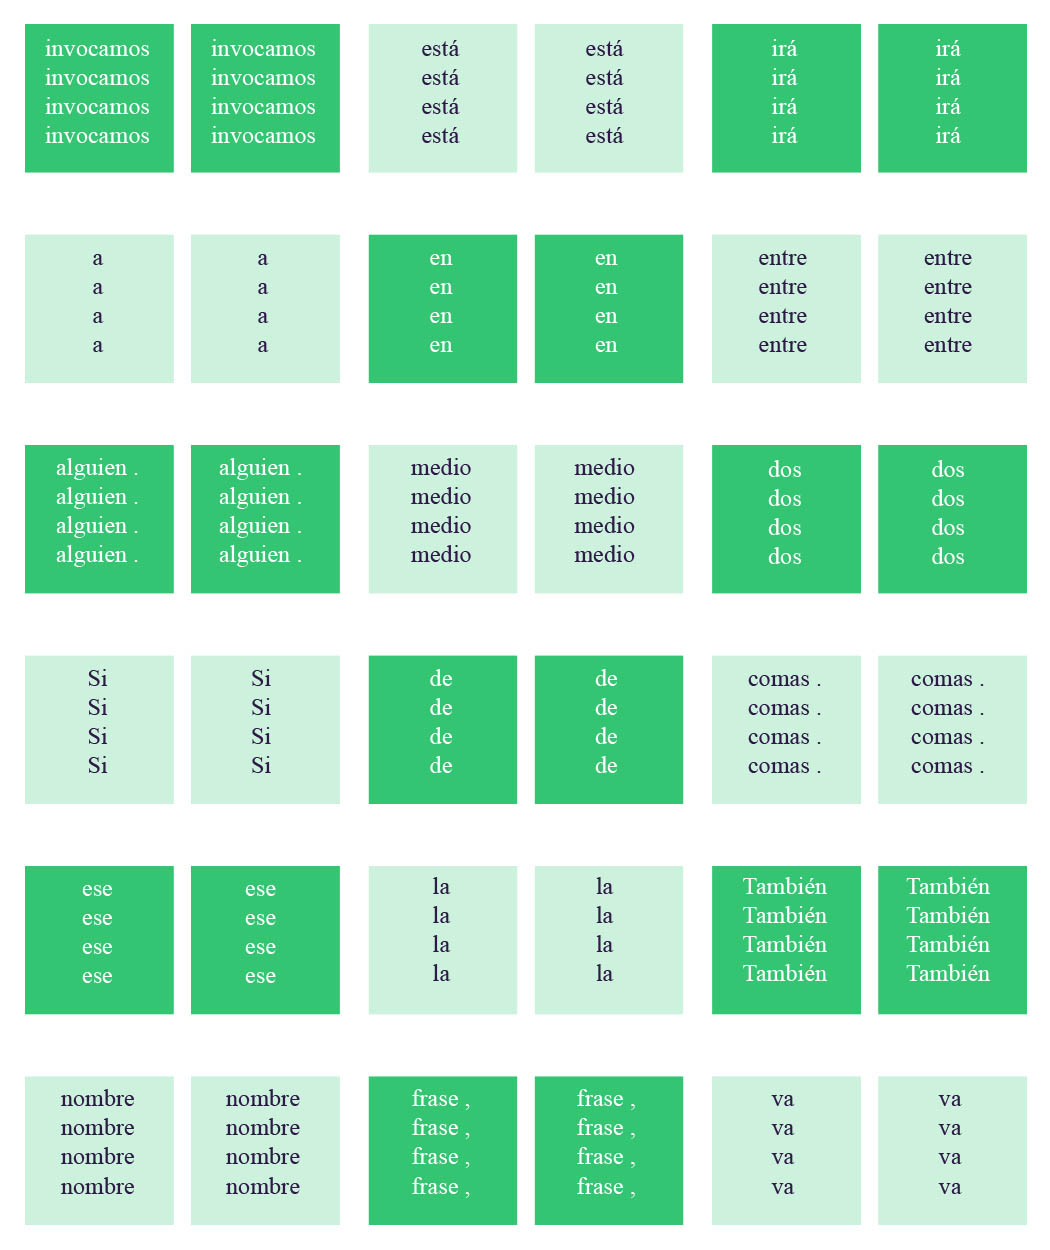 invocamos invocamos
invocamos invocamos
invocamos invocamos
invocamos invocamos
a a
a a
a a
a a
alguien . alguien .
alguien . alguien .
alguien . alguien .
alguien . alguien .
Si Si
Si Si
Si Si
Si Si
ese ese
ese ese
ese ese
ese ese
nombre nombre
nombre nombre
nombre nombre
nombre nombre
está está
está está
está está
está está
en en
en en
en en
en en
medio medio
medio medio
medio medio
medio medio
de de
de de
de de
de de
la la
la la
la la
la la
frase , frase ,
frase , frase ,
frase , frase ,
frase , frase ,
irá irá
irá irá
irá irá
irá irá
entre entre
entre entre
entre entre
entre entre
dos dos
dos dos
dos dos
dos dos
comas . comas .
comas . comas .
comas . comas .
comas . comas .
También También
También También
También También
También También
va va
va va
va va
va va